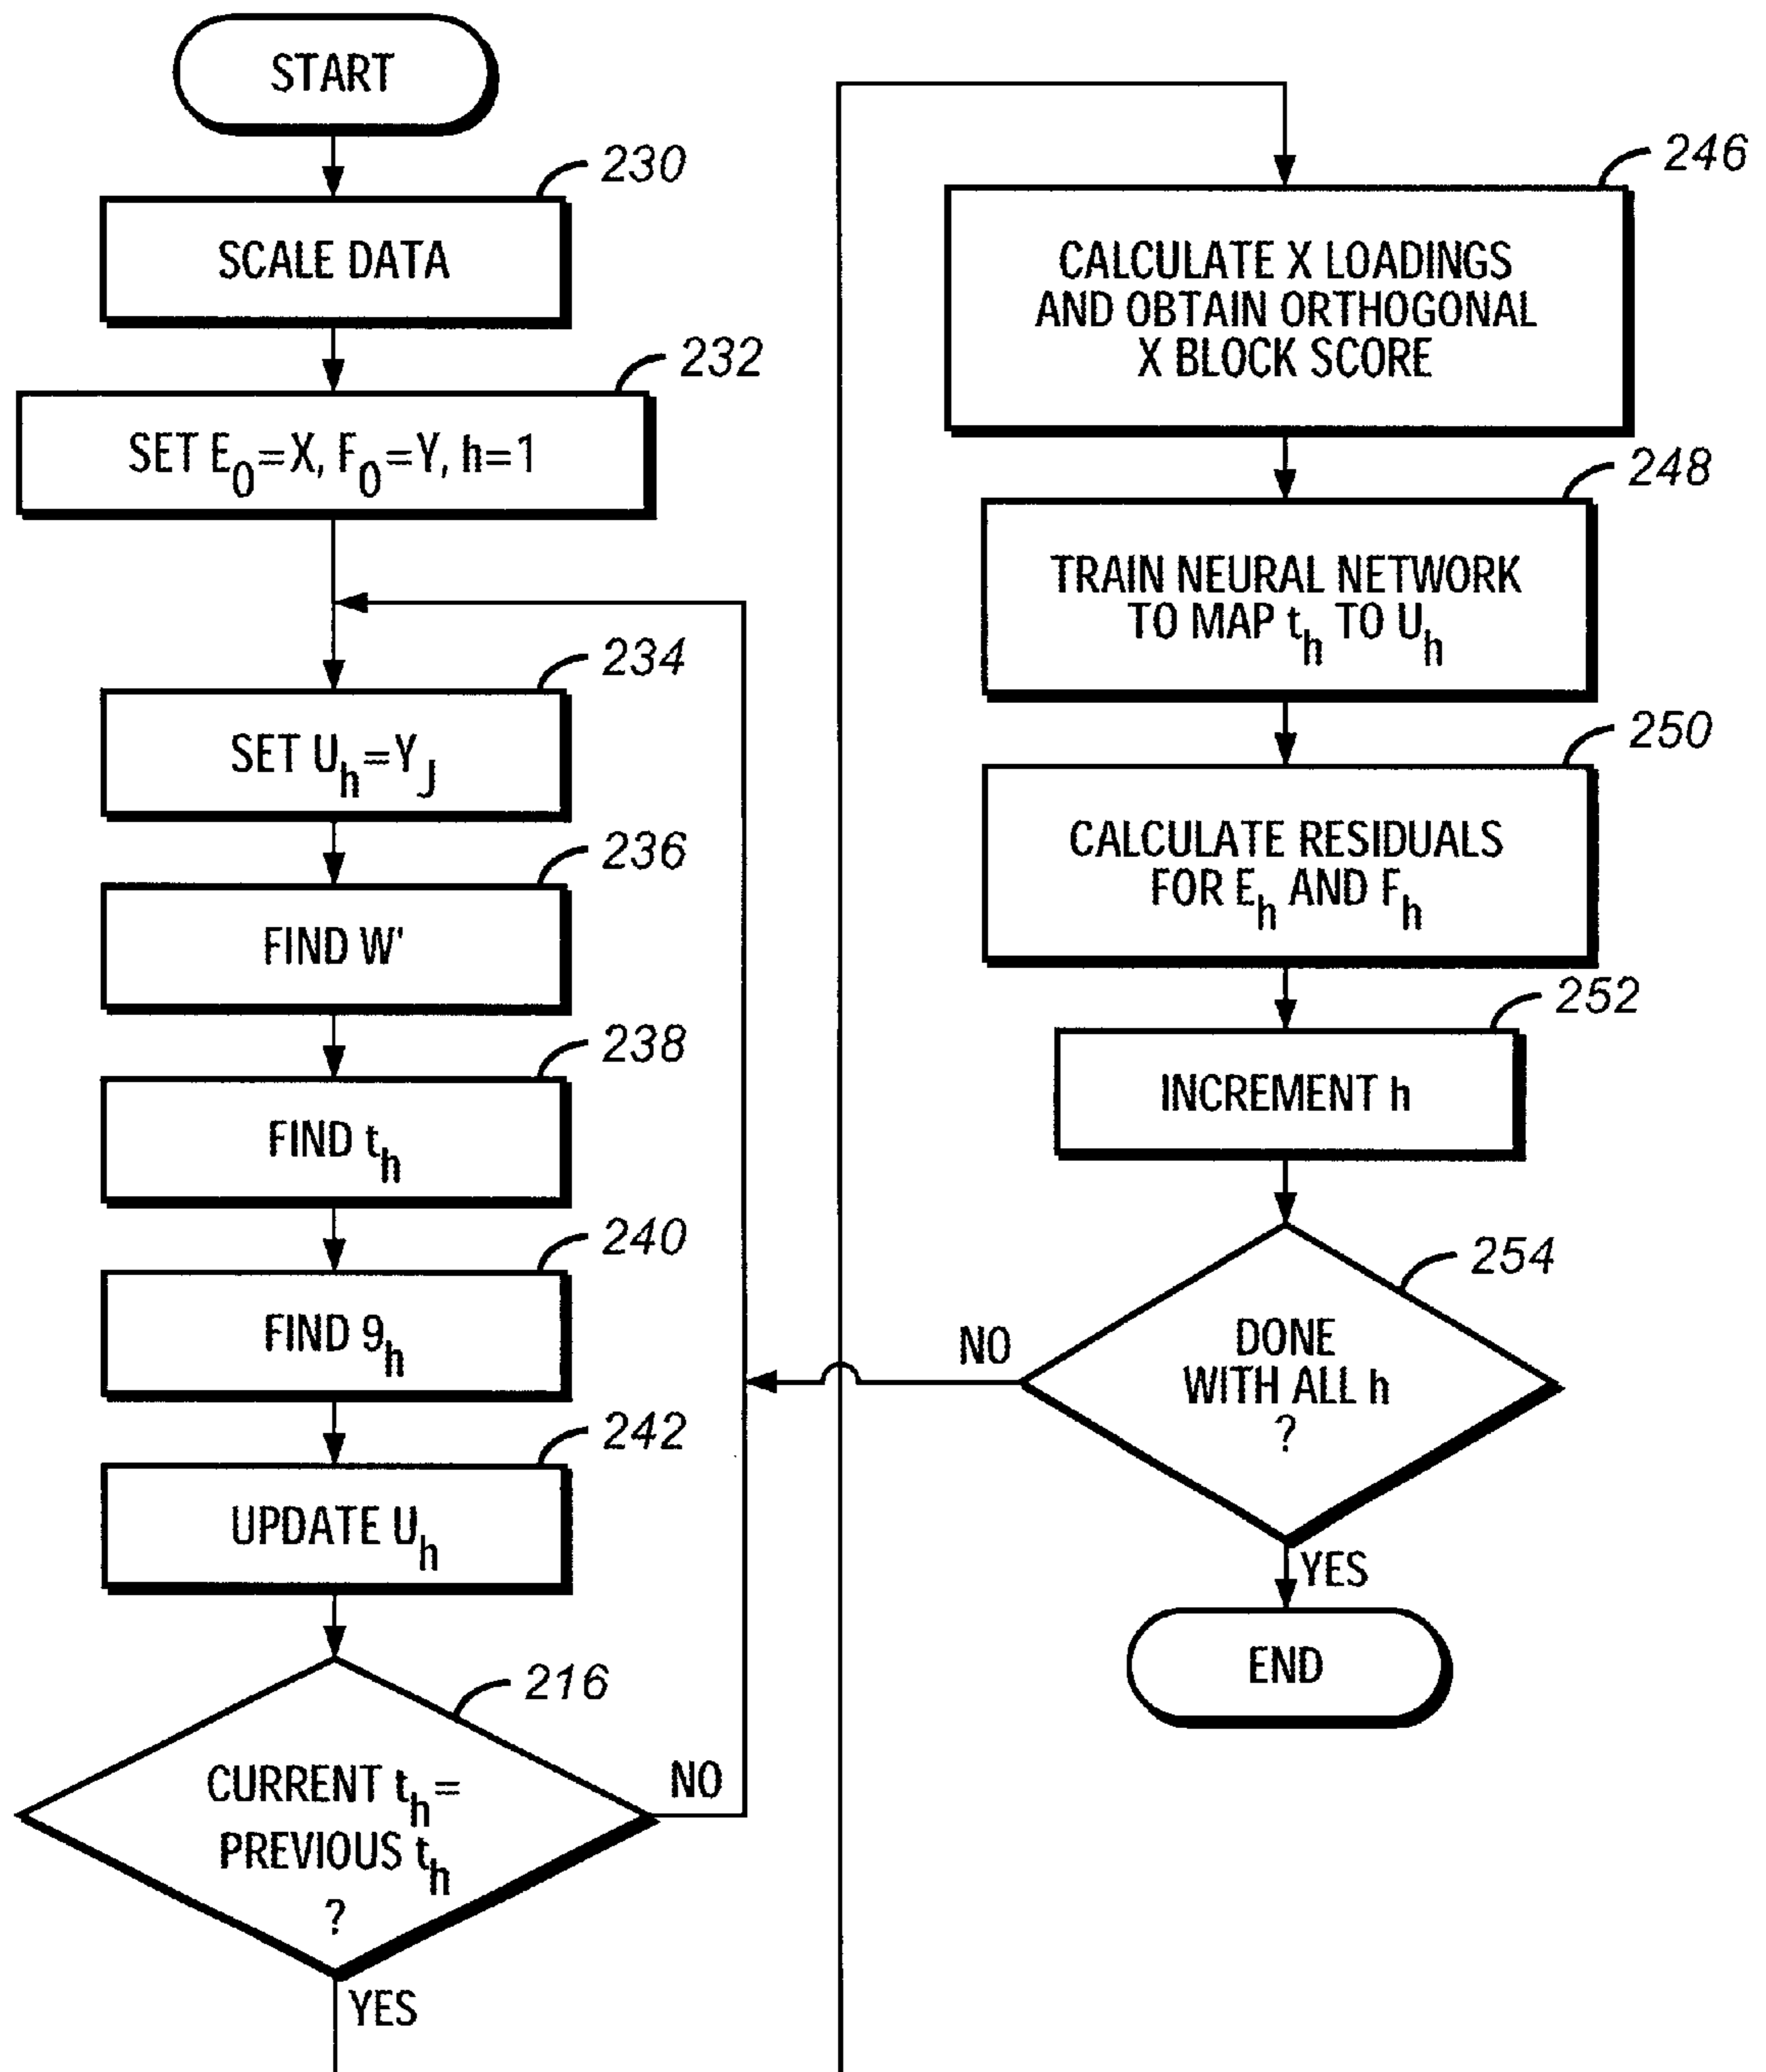 START
230
SCALE DATA
232
SET E0=X, F0=Y, h=1
234
SET Uh=YJ
236
FIND W'
238
FIND th
240
FIND 9h
242
UPDATE Uh
216
CURRENT th=
PREVIOUS th
?
NO
YES
246
CALCULATE X LOADINGS
AND OBTAIN ORTHOGONAL
X BLOCK SCORE
248
TRAIN NEURAL NETWORK
TO MAP th TO Uh
250
CALCULATE RESIDUALS
FOR Eh AND Fh
252
INCREMENT h
254
DONE
WITH ALL h
?
NO
YES
END